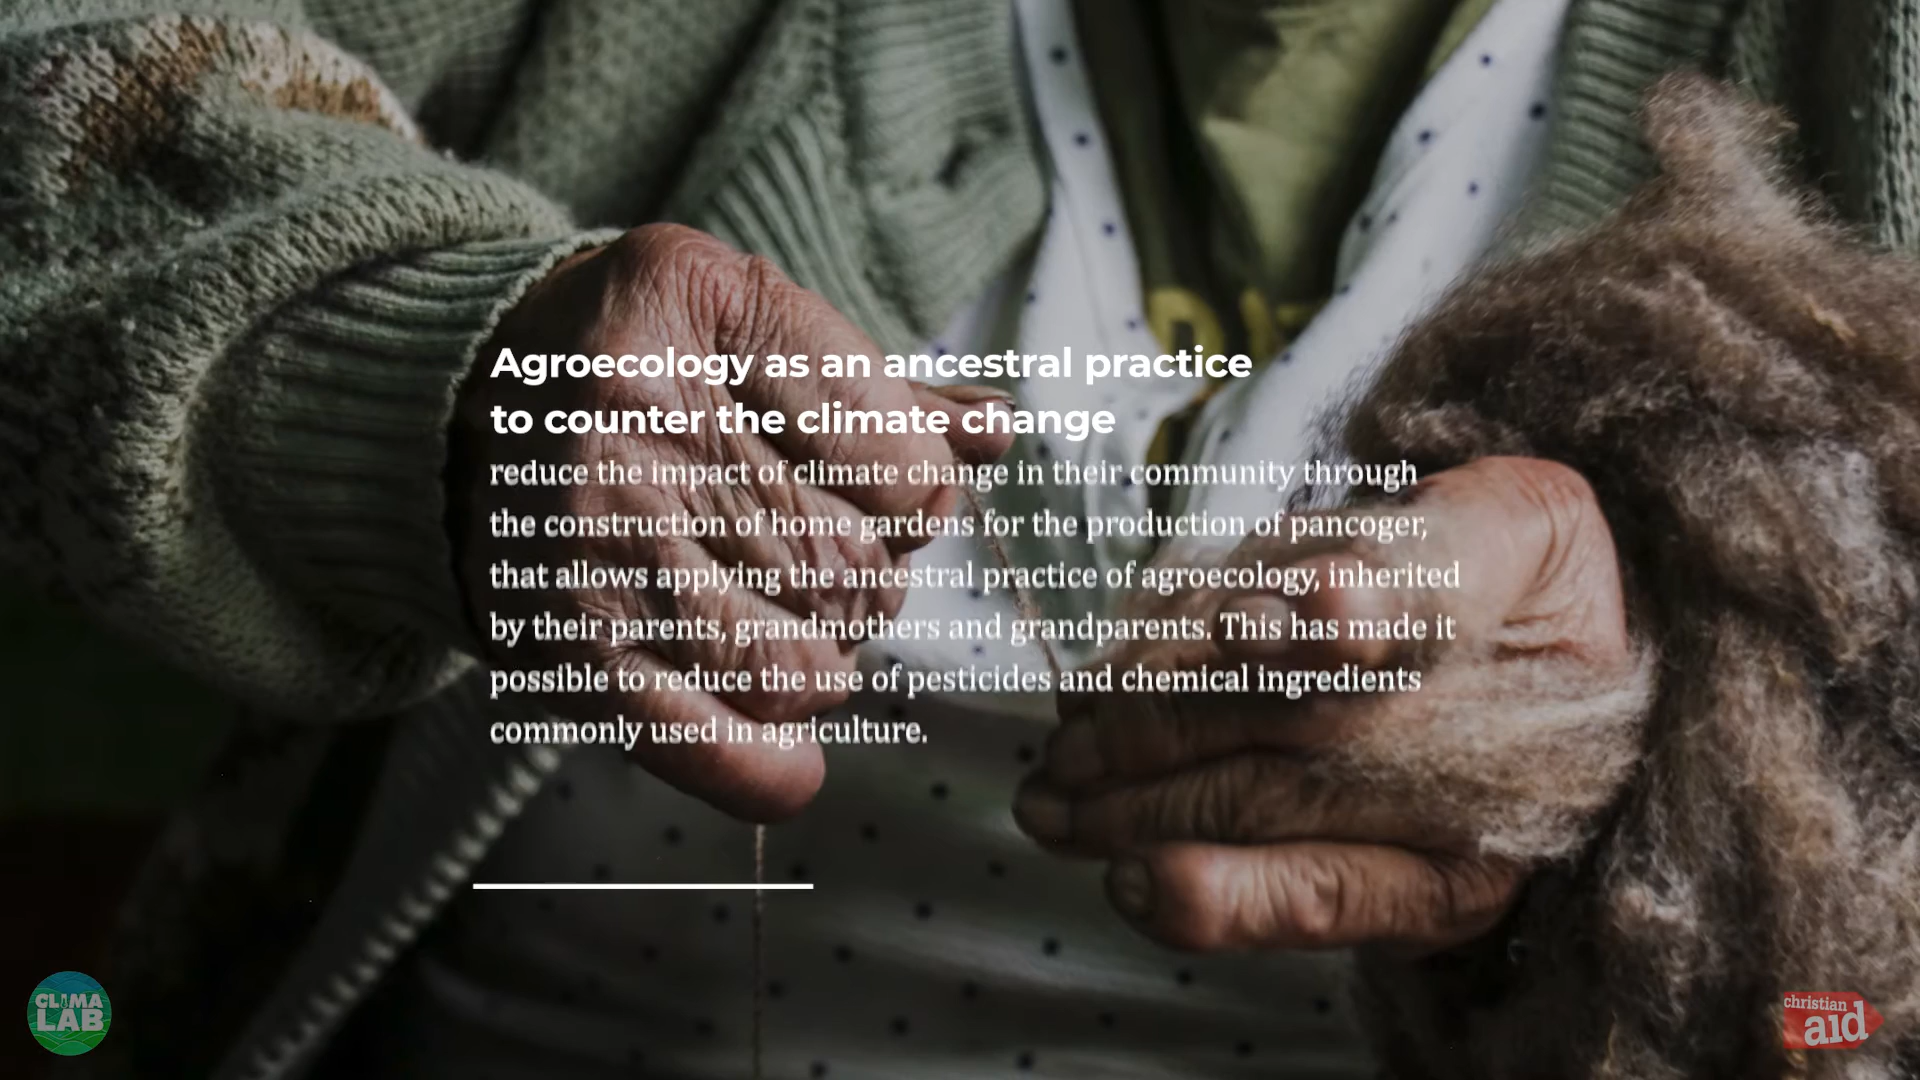 Agroecology as an ancestral practice
to counter the climate change
reduce the impact of climate change in their community through
the construction of home gardens for the production of pancoger,
that allows applying the ancestral practice of agroecology, inherited
by their parents, grandmothers and grandparents. This has made it
possible to reduce the use of pesticides and chemical ingredients
commonly used in agriculture.
CLIMA
LAB
christian
aid